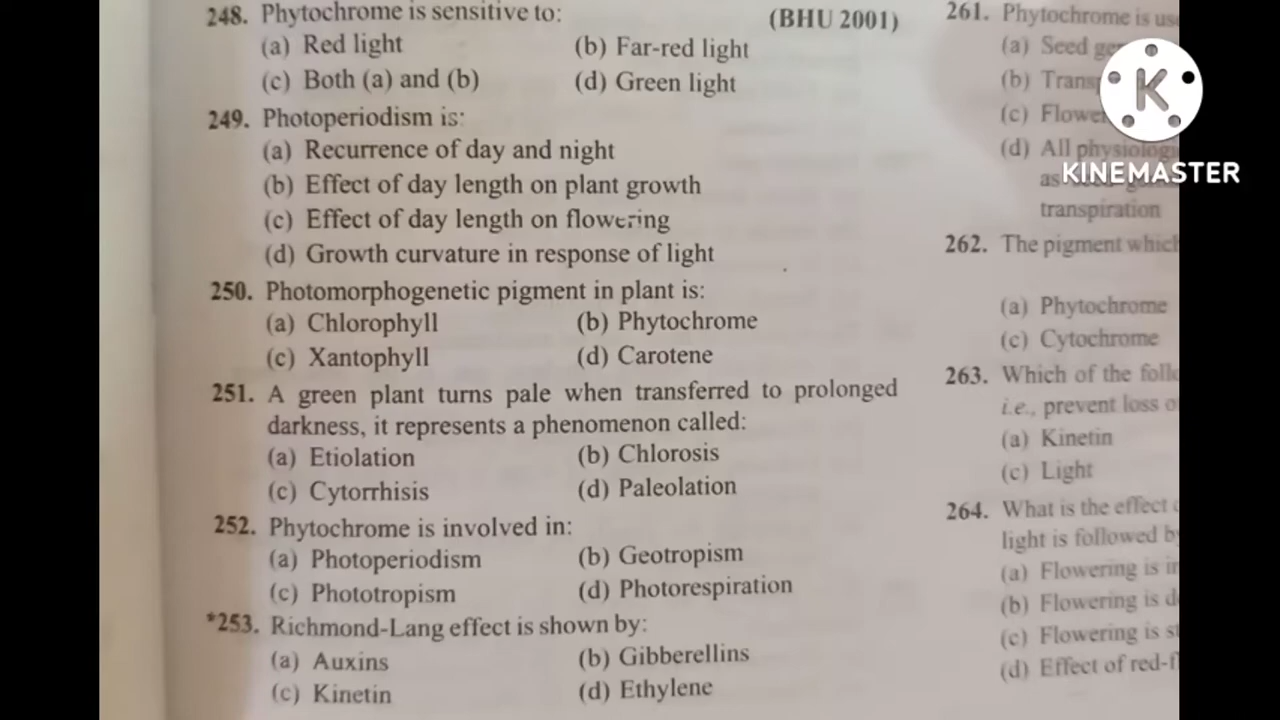 248. Phytochrome is sensitive to: (BHU 2001)
(a) Red light (b) Far-red light
(c) Both (a) and (b) (d) Green light
249. Photoperiodism is:
(a) Recurrence of day and night
(b) Effect of day length on plant growth
(c) Effect of day length on flowering
(d) Growth curvature in response of light
250. Photomorphogenetic pigment in plant is:
(a) Chlorophyll (b) Phytochrome
(c) Xantophyll (d) Carotene
251. A green plant turns pale when transferred to prolonged
darkness, it represents a phenomenon called:
(a) Etiolation (b) Chlorosis
(c) Cytorrhisis (d) Paleolation
252. Phytochrome is involved in:
(a) Photoperiodism (b) Geotropism
(c) Phototropism (d) Photorespiration
*253. Richmond-Lang effect is shown by:
(a) Auxins (b) Gibberellins
(c) Kinetin (d) Ethylene
261. Phytochrome is
(a) Seed
(b)
(c)
(d) All
as
transpiration
262. The pigment which
(a) Phytochrome
(c) Cytochrome
263. Which of the
i.e., prevent loss
(a) Kinetin
(c) Light
264. What is the effect
light is followed
(a) Flowering is
(b) Flowering is
(c) Flowering is
(d) Effect of
K
KINEMASTER